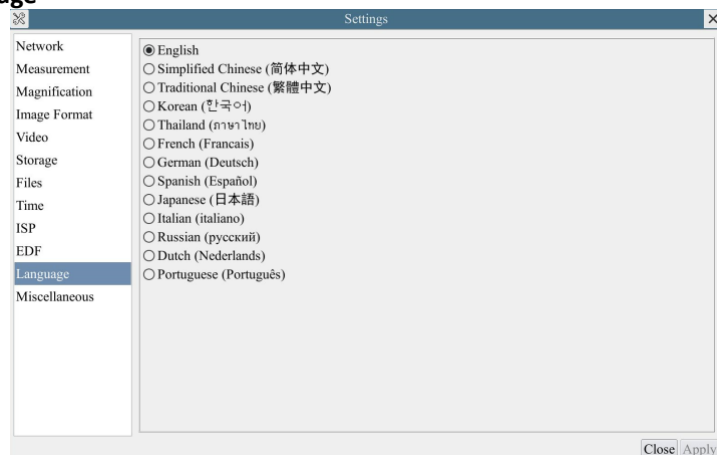 age
Settings
Network
Measurement
Magnification
Image Format
Video
Storage
Files
Time
ISP
EDF
Language
Miscellaneous
English
Simplified Chinese (简体中文)
Traditional Chinese (繁體中文)
Korean (한국어)
Thailand (ภาษาไทย)
French (Francais)
German (Deutsch)
Spanish (Español)
Japanese (日本語)
Italian (italiano)
Russian (русский)
Dutch (Nederlands)
Portuguese (Português)
Close Apply